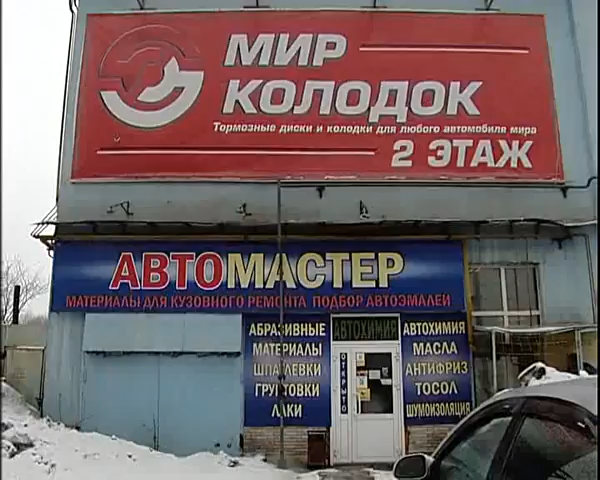 МИР
КОЛОДОК
Тормозные диски и колодки для любого автомобиля мира
2 ЭТАЖ
АВТОМАСТЕР
МАТЕРИАЛЫ ДЛЯ КУЗОВНОГО РЕМОНТА ПОДБОР АВТОЭМАЛЕЙ
АБРАЗИВНЫЕ
МАТЕРИАЛЫ
ШПАТЛЕВКИ
ГРУНТОВКИ
ЛАКИ
АВТОХИМИЯ
ОТКРЫТО
АВТОХИМИЯ
МАСЛА
АНТИФРИЗ
ТОСОЛ
ШУМОИЗОЛЯЦИЯ